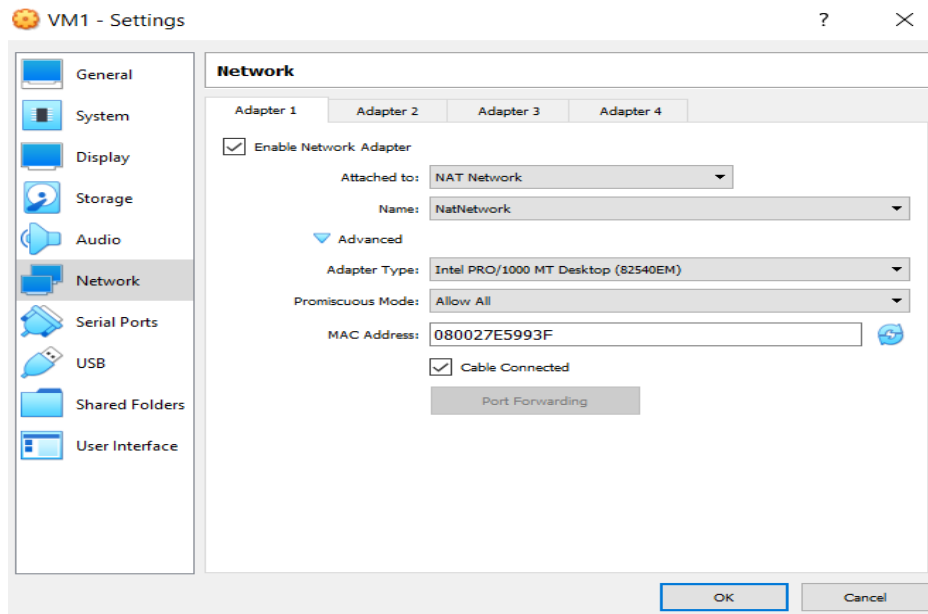 VM1 - Settings ?
General
System
Display
Storage
Audio
Network
Serial Ports
USB
Shared Folders
User Interface
Network
Adapter 1 Adapter 2 Adapter 3 Adapter 4
Enable Network Adapter
Attached to: NAT Network
Name: NatNetwork
Advanced
Adapter Type: Intel PRO/1000 MT Desktop (82540EM)
Promiscuous Mode: Allow All
MAC Address: 080027E5993F
Cable Connected
Port Forwarding
OK Cancel